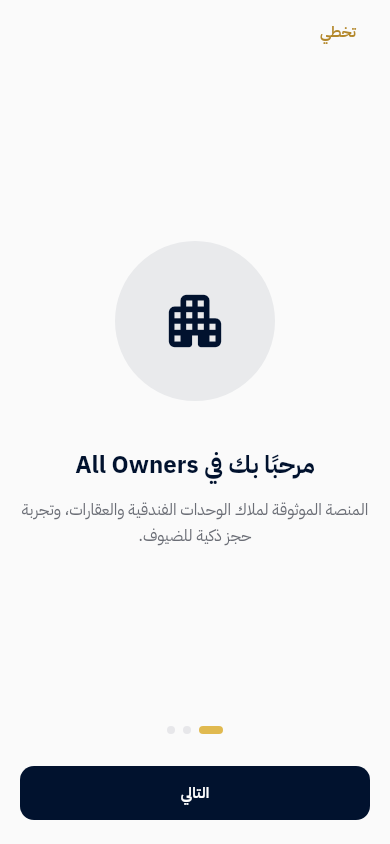 تخطي
مرحبًا بك في All Owners
المنصة الموثوقة لملاك الوحدات الفندقية والعقارات، وتجربة
حجز ذكية للضيوف.
التالي